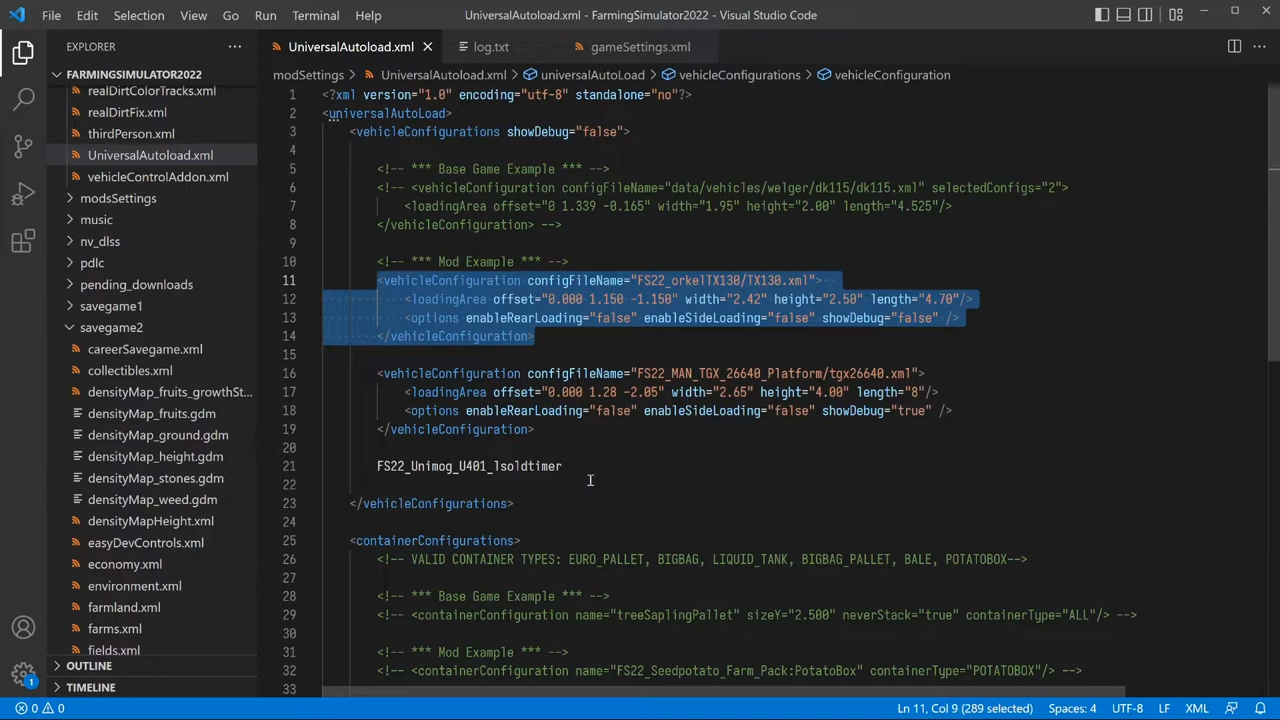 File Edit Selection View Go Run Terminal Help
UniversalAutoload.xml - FarmingSimulator2022 - Visual Studio Code
EXPLORER
FARMINGSIMULATOR2022
realDirtColorTracks.xml
realDirtFix.xml
thirdPerson.xml
UniversalAutoload.xml
vehicleControlAddon.xml
modsSettings
music
nv_dlss
pdlc
pending_downloads
savegame1
savegame2
careerSavegame.xml
collectibles.xml
densityMap_fruits_growthSt...
densityMap_fruits.gdm
densityMap_ground.gdm
densityMap_height.gdm
densityMap_stones.gdm
densityMap_weed.gdm
densityMapHeight.xml
easyDevControls.xml
economy.xml
environment.xml
farmland.xml
farms.xml
fields.xml
OUTLINE
TIMELINE
UniversalAutoload.xml log.txt gameSettings.xml
modSettings UniversalAutoload.xml universalAutoLoad vehicleConfigurations vehicleConfiguration
1 <?xml version="1.0" encoding="utf-8" standalone="no"?>
2 <universalAutoLoad>
3 <vehicleConfigurations showDebug="false">
4
5 <!-- *** Base Game Example *** -->
6 <!-- <vehicleConfiguration configFileName="data/vehicles/welger/dk115/dk115.xml" selectedConfigs="2">
7 <loadingArea offset="0 1.339 -0.165" width="1.95" height="2.00" length="4.525"/>
8 </vehicleConfiguration> -->
9
10 <!-- *** Mod Example *** -->
11 <vehicleConfiguration configFileName="FS22_orkelTX130/TX130.xml">
12 <loadingArea offset="0.000 1.150 -1.150" width="2.42" height="2.50" length="4.70"/>
13 <options enableRearLoading="false" enableSideLoading="false" showDebug="false" />
14 </vehicleConfiguration>
15
16 <vehicleConfiguration configFileName="FS22_MAN_TGX_26640_Platform/tgx26640.xml">
17 <loadingArea offset="0.000 1.28 -2.05" width="2.65" height="4.00" length="8"/>
18 <options enableRearLoading="false" enableSideLoading="false" showDebug="true" />
19 </vehicleConfiguration>
20
21 FS22_Unimog_U401_lsoldtimer
22
23 </vehicleConfigurations>
24
25 <containerConfigurations>
26 <!-- VALID CONTAINER TYPES: EURO_PALLET, BIGBAG, LIQUID_TANK, BIGBAG_PALLET, BALE, POTATOBOX-->
27
28 <!-- *** Base Game Example *** -->
29 <!-- <containerConfiguration name="treeSaplingPallet" sizeY="2.500" neverStack="true" containerType="ALL"/> -->
30
31 <!-- *** Mod Example *** -->
32 <!-- <containerConfiguration name="FS22_Seedpotato_Farm_Pack:PotatoBox" containerType="POTATOBOX"/> -->
33
1
0 0 Ln 11, Col 9 (289 selected) Spaces: 4 UTF-8 LF XML